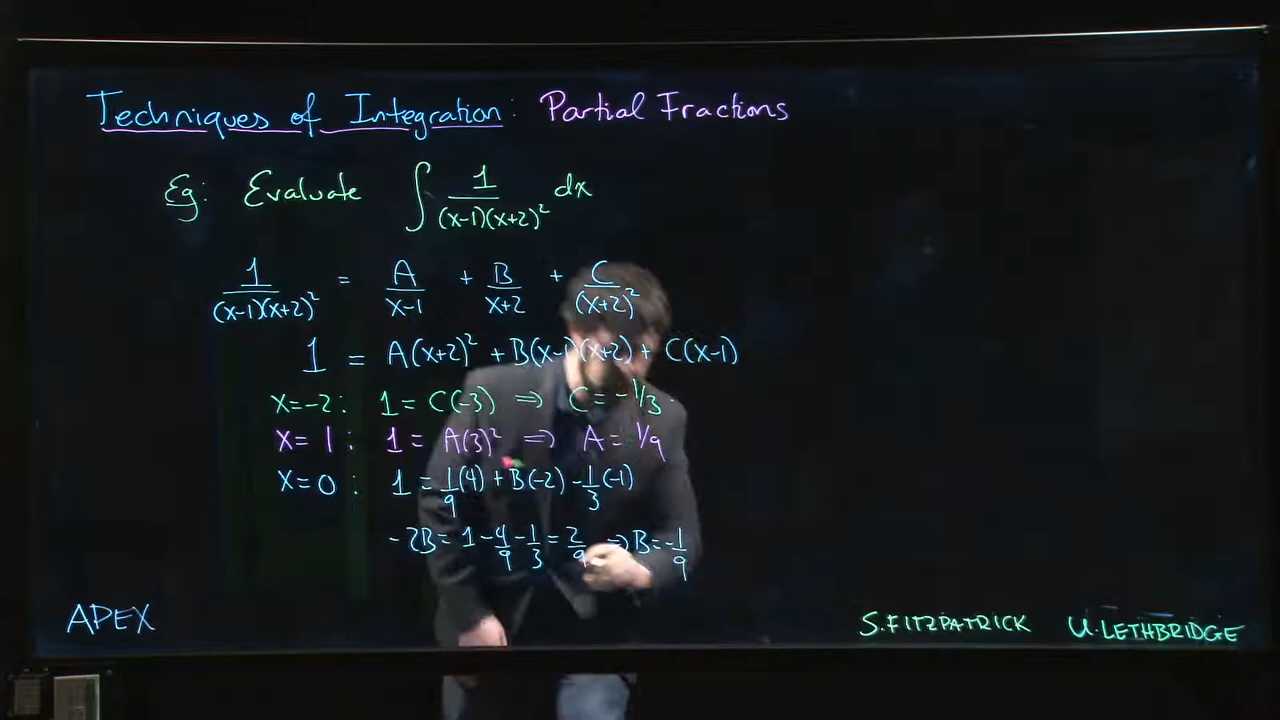 Techniques of Integration: Partial Fractions
Eg: Evaluate ∫ 1/((x-1)(x+2)²) dx
1/((x-1)(x+2)²) = A/(x-1) + B/(x+2) + C/(x+2)²
1 = A(x+2)² + B(x-1)(x+2) + C(x-1)
x=-2: 1 = C(-3) ⇒ C = -1/3
x=1: 1 = A(3)² ⇒ A = 1/9
x=0: 1 = 1/9(4) + B(-2) - 1/3(-1)
-2B = 1 - 4/9 - 1/3 = 2/9 ⇒ B = -1/9
APEX
S.FITZPATRICK U.LETHBRIDGE